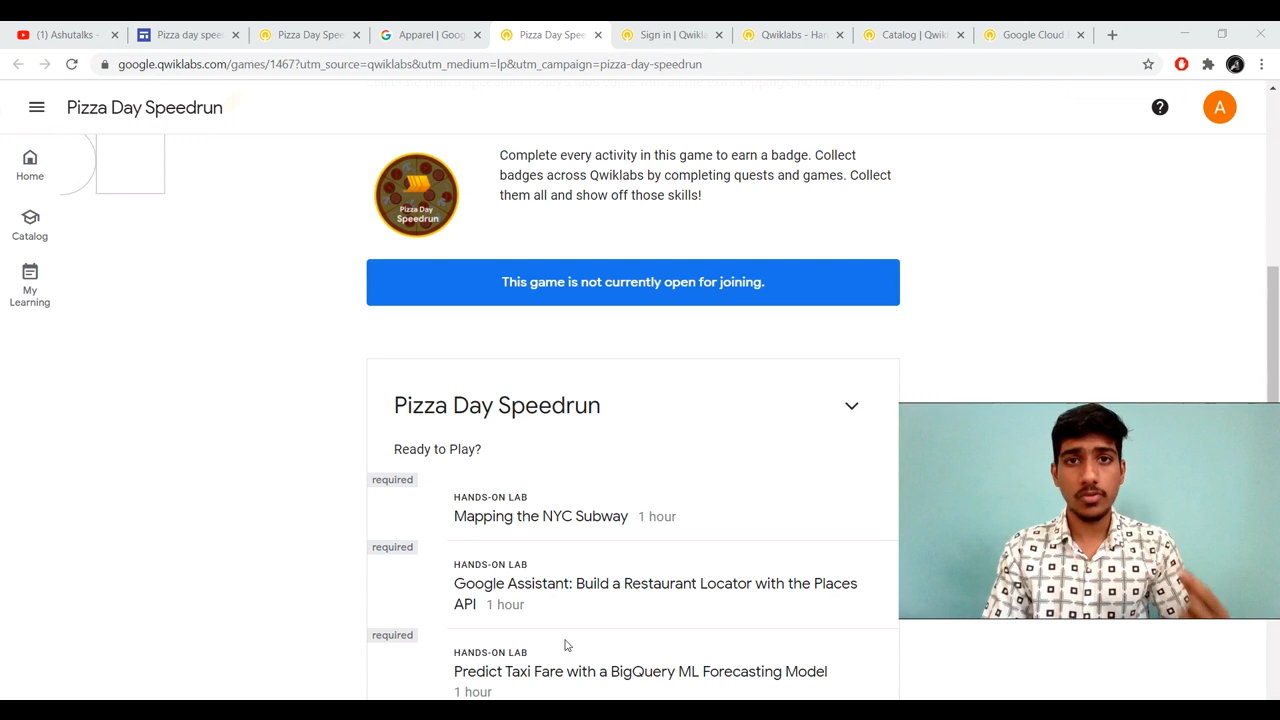 (1) Ashutalks -
Pizza day spee
Pizza Day Spe
Apparel | Goog
Pizza Day Spee
Sign in | Qwikla
Qwiklabs - Han
Catalog | Qwikl
Google Cloud
google.qwiklabs.com/games/1467?utm_source=qwiklabs&utm_medium=lp&utm_campaign=pizza-day-speedrun
Pizza Day Speedrun
A
Home
Catalog
My
Learning
Pizza Day
Speedrun
Complete every activity in this game to earn a badge. Collect
badges across Qwiklabs by completing quests and games. Collect
them all and show off those skills!
This game is not currently open for joining.
Pizza Day Speedrun
Ready to Play?
required
HANDS-ON LAB
Mapping the NYC Subway 1 hour
required
HANDS-ON LAB
Google Assistant: Build a Restaurant Locator with the Places
API 1 hour
required
HANDS-ON LAB
Predict Taxi Fare with a BigQuery ML Forecasting Model
1 hour